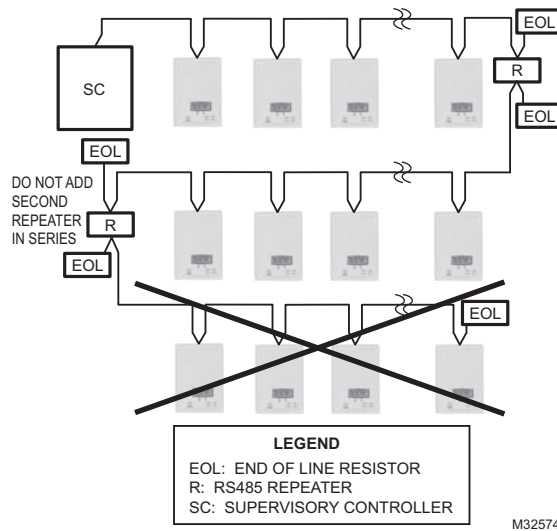 EOL
SC
R
EOL
EOL
DO NOT ADD
SECOND
REPEATER
IN SERIES
R
EOL
EOL
LEGEND
EOL: END OF LINE RESISTOR
R: RS485 REPEATER
SC: SUPERVISORY CONTROLLER
M32574